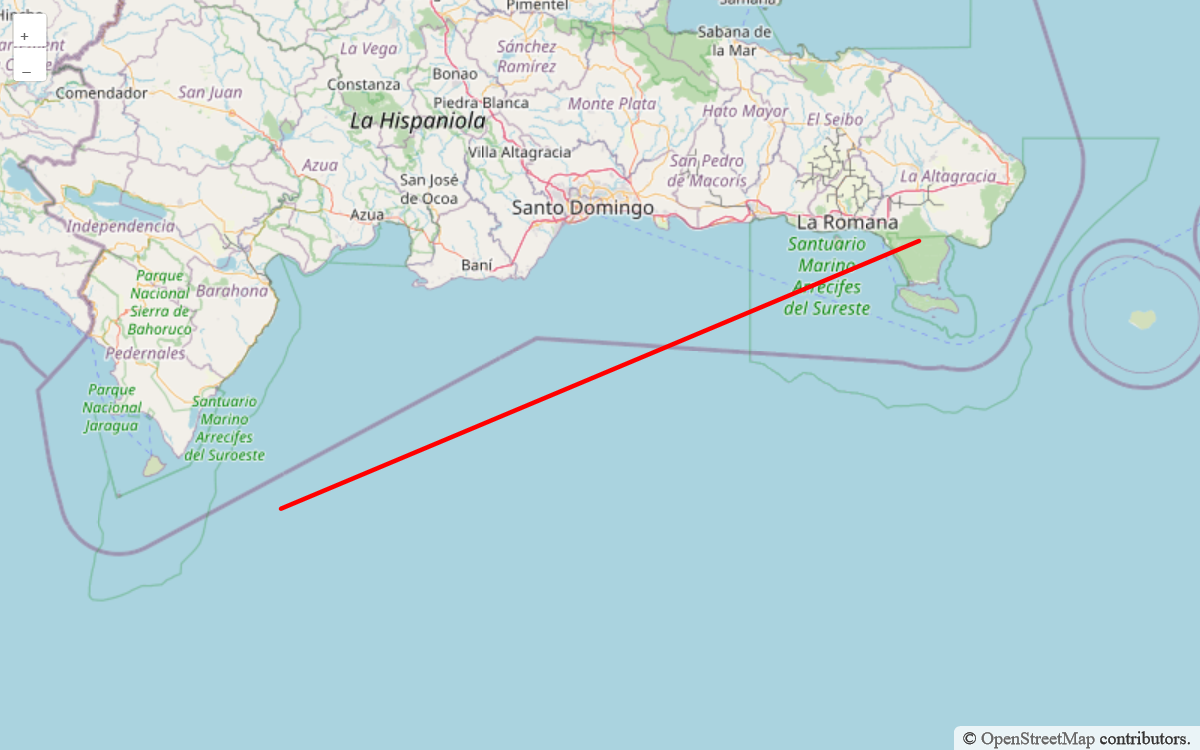 Pimentel
Samaná
Sabana de
la Mar
+
La Vega
Sánchez
Ramírez
Bonao
−
Constanza
Comendador
San Juan
Piedra Blanca
Monte Plata
Hato Mayor
El Seibo
La Hispaniola
Villa Altagracia
Azua
San Pedro
de Macorís
La Altagracia
San José
de Ocoa
Azua
Santo Domingo
La Romana
Independencia
Santuario
Marino
Arrecifes
del Sureste
Baní
Parque
Nacional
Sierra de
Bahoruco
Barahona
Pedernales
Parque
Nacional
Jaragua
Santuario
Marino
Arrecifes
del Suroeste
© OpenStreetMap contributors.